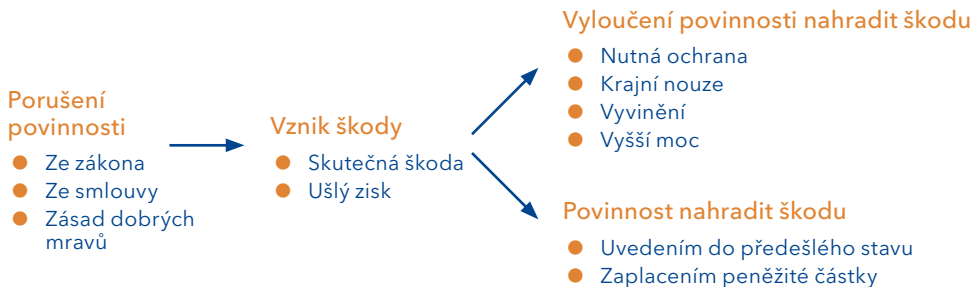 Porušení
povinnosti
Ze zákona
Ze smlouvy
Zásad dobrých
mravů
Vznik škody
Skutečná škoda
Ušlý zisk
Vyloučení povinnosti nahradit škodu
Nutná ochrana
Krajní nouze
Vyvinění
Vyšší moc
Povinnost nahradit škodu
Uvedením do předešlého stavu
Zaplacením peněžité částky